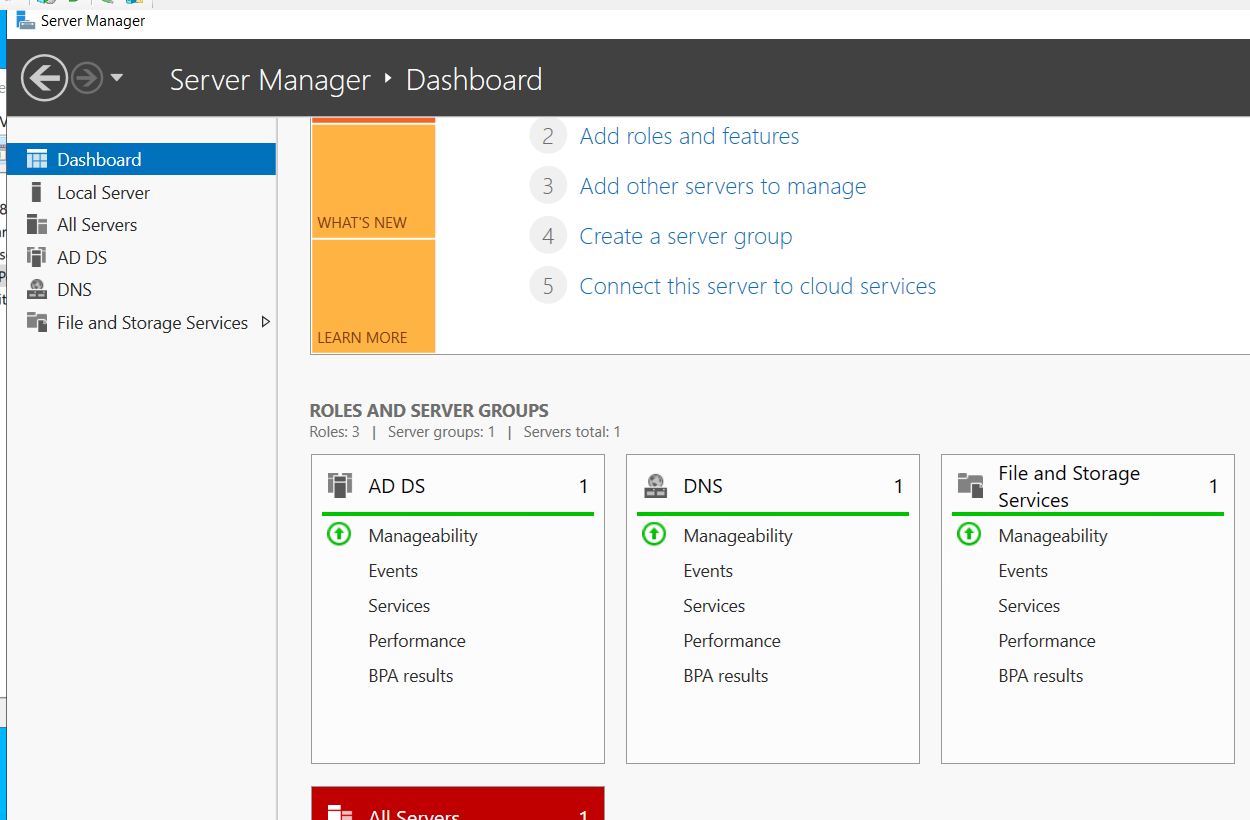 Server Manager
Server Manager ‣ Dashboard
Dashboard
Local Server
All Servers
AD DS
DNS
File and Storage Services
WHAT'S NEW
LEARN MORE
2 Add roles and features
3 Add other servers to manage
4 Create a server group
5 Connect this server to cloud services
ROLES AND SERVER GROUPS
Roles: 3 | Server groups: 1 | Servers total: 1
AD DS 1
Manageability
Events
Services
Performance
BPA results
DNS 1
Manageability
Events
Services
Performance
BPA results
File and Storage
Services 1
Manageability
Events
Services
Performance
BPA results
All Servers 1